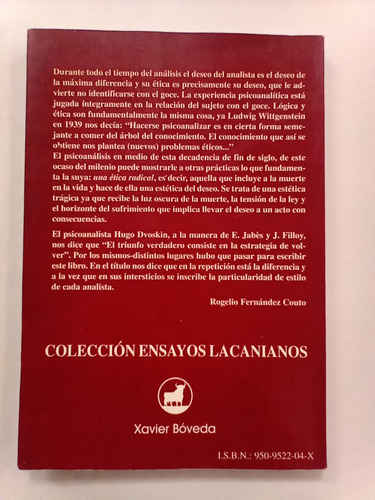 Durante todo el tiempo del análisis el deseo del analista es el deseo de
la máxima diferencia y su ética es precisamente su deseo, que le ad-
vierte no identificarse con el goce. La experiencia psicoanalítica está
jugada íntegramente en la relación del sujeto con el goce. Lógica y
ética son fundamentalmente la misma cosa, ya Ludwig Wittgenstein
en 1939 nos decía: “Hacerse psicoanalizar es en cierta forma seme-
jante a comer del árbol del conocimiento. El conocimiento que así se
obtiene nos plantea (nuevos) problemas éticos...”
El psicoanálisis en medio de esta decadencia de fin de siglo, de este
ocaso del milenio puede mostrarle a otras prácticas lo que fundamen-
ta la suya: una ética radical, es decir, aquella que incluye a la muerte
en la vida y hace de ella una estética del deseo. Se trata de una estética
trágica ya que recibe la luz oscura de la muerte, la tensión de la ley y
el horizonte del sufrimiento que implica llevar el deseo a un acto con
consecuencias.
El psicoanalista Hugo Dvoskin, a la manera de E. Jabès y J. Filloy,
nos dice que “El triunfo verdadero consiste en la estrategia de vol-
ver”. Por los mismos-distintos lugares hubo que pasar para escribir
este libro. En el título nos dice que en la repetición está la diferencia y
a la vez que en sus intersticios se inscribe la particularidad de estilo
de cada analista.
Rogelio Fernández Couto
COLECCIÓN ENSAYOS LACANIANOS
Xavier Bóveda
I.S.B.N.: 950-9522-04-X